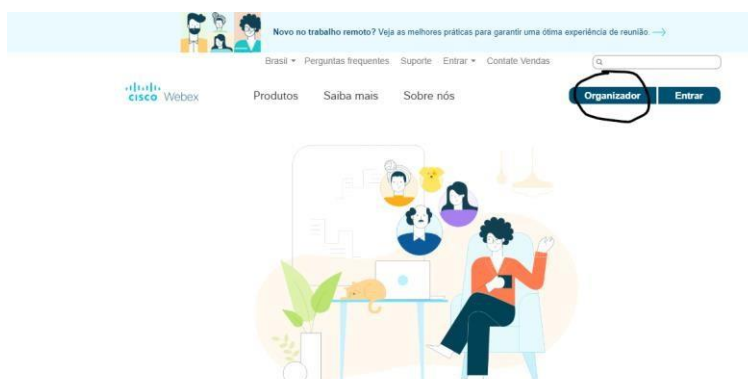 Novo no trabalho remoto? Veja as melhores práticas para garantir uma ótima experiência de reunião. →
Brasil Perguntas frequentes Suporte Entrar Contate Vendas
cisco Webex Produtos Saiba mais Sobre nós Organizador Entrar